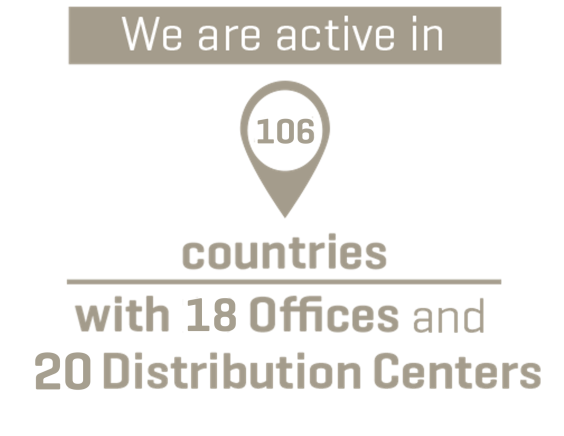 We are active in
106
countries
with 18 Offices and
20 Distribution Centers